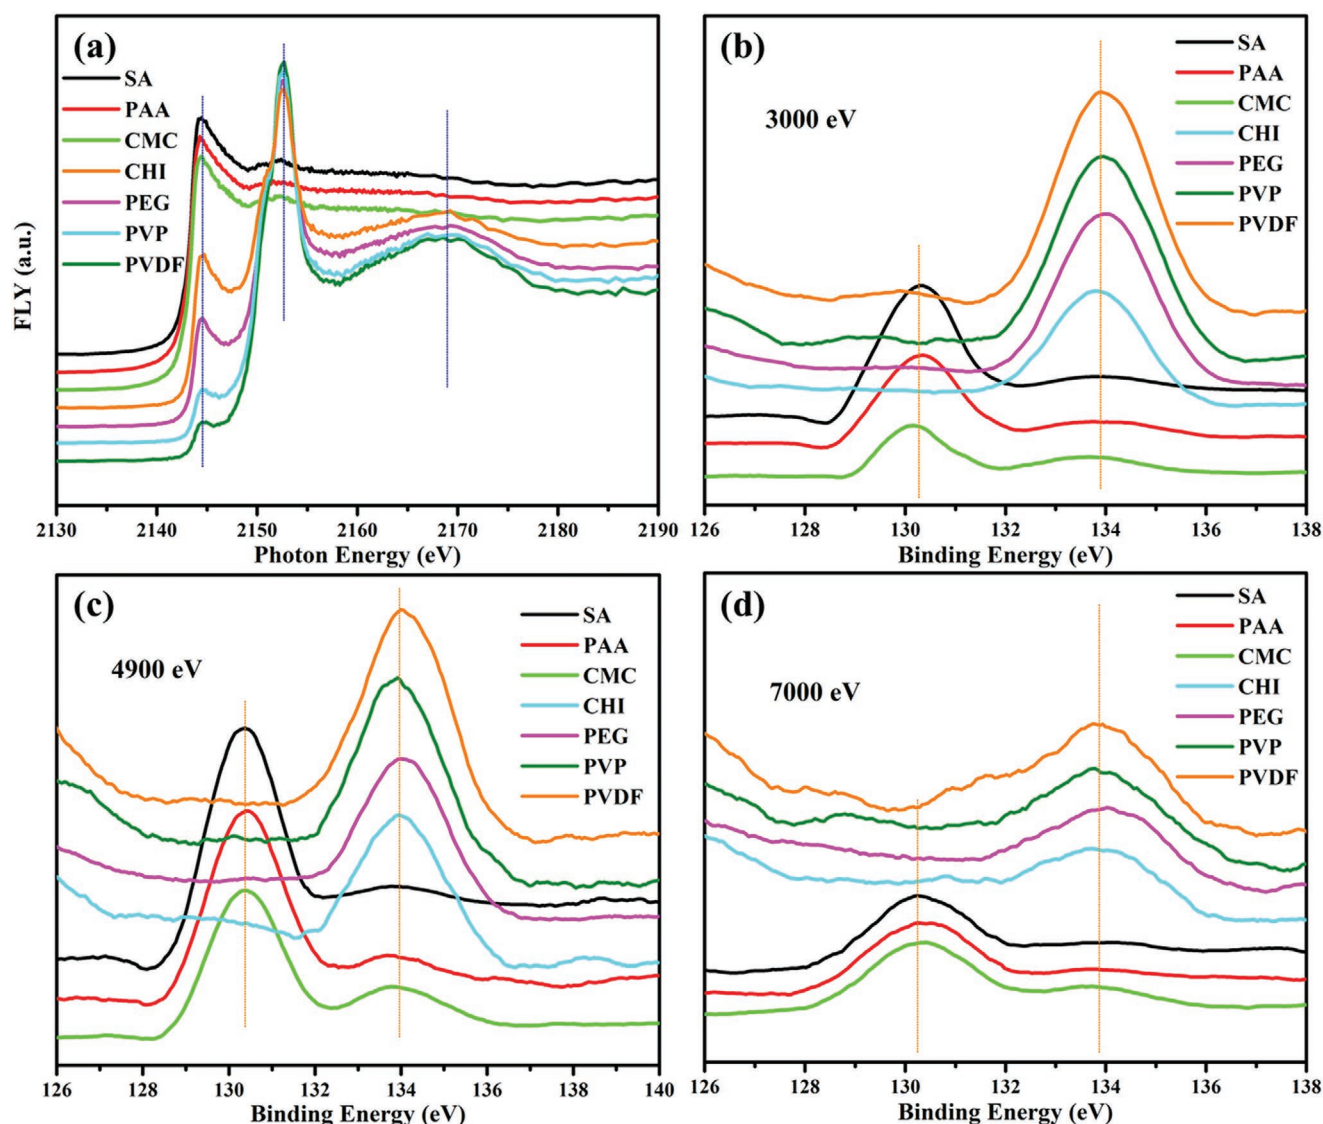 (a)
SA
PAA
CMC
CHI
PEG
PVP
PVDF
FLY (a.u.)
2130 2140 2150 2160 2170 2180 2190
Photon Energy (eV)
(b)
3000 eV
SA
PAA
CMC
CHI
PEG
PVP
PVDF
126 128 130 132 134 136 138
Binding Energy (eV)
(c)
4900 eV
SA
PAA
CMC
CHI
PEG
PVP
PVDF
126 128 130 132 134 136 138 140
Binding Energy (eV)
(d)
7000 eV
SA
PAA
CMC
CHI
PEG
PVP
PVDF
126 128 130 132 134 136 138
Binding Energy (eV)